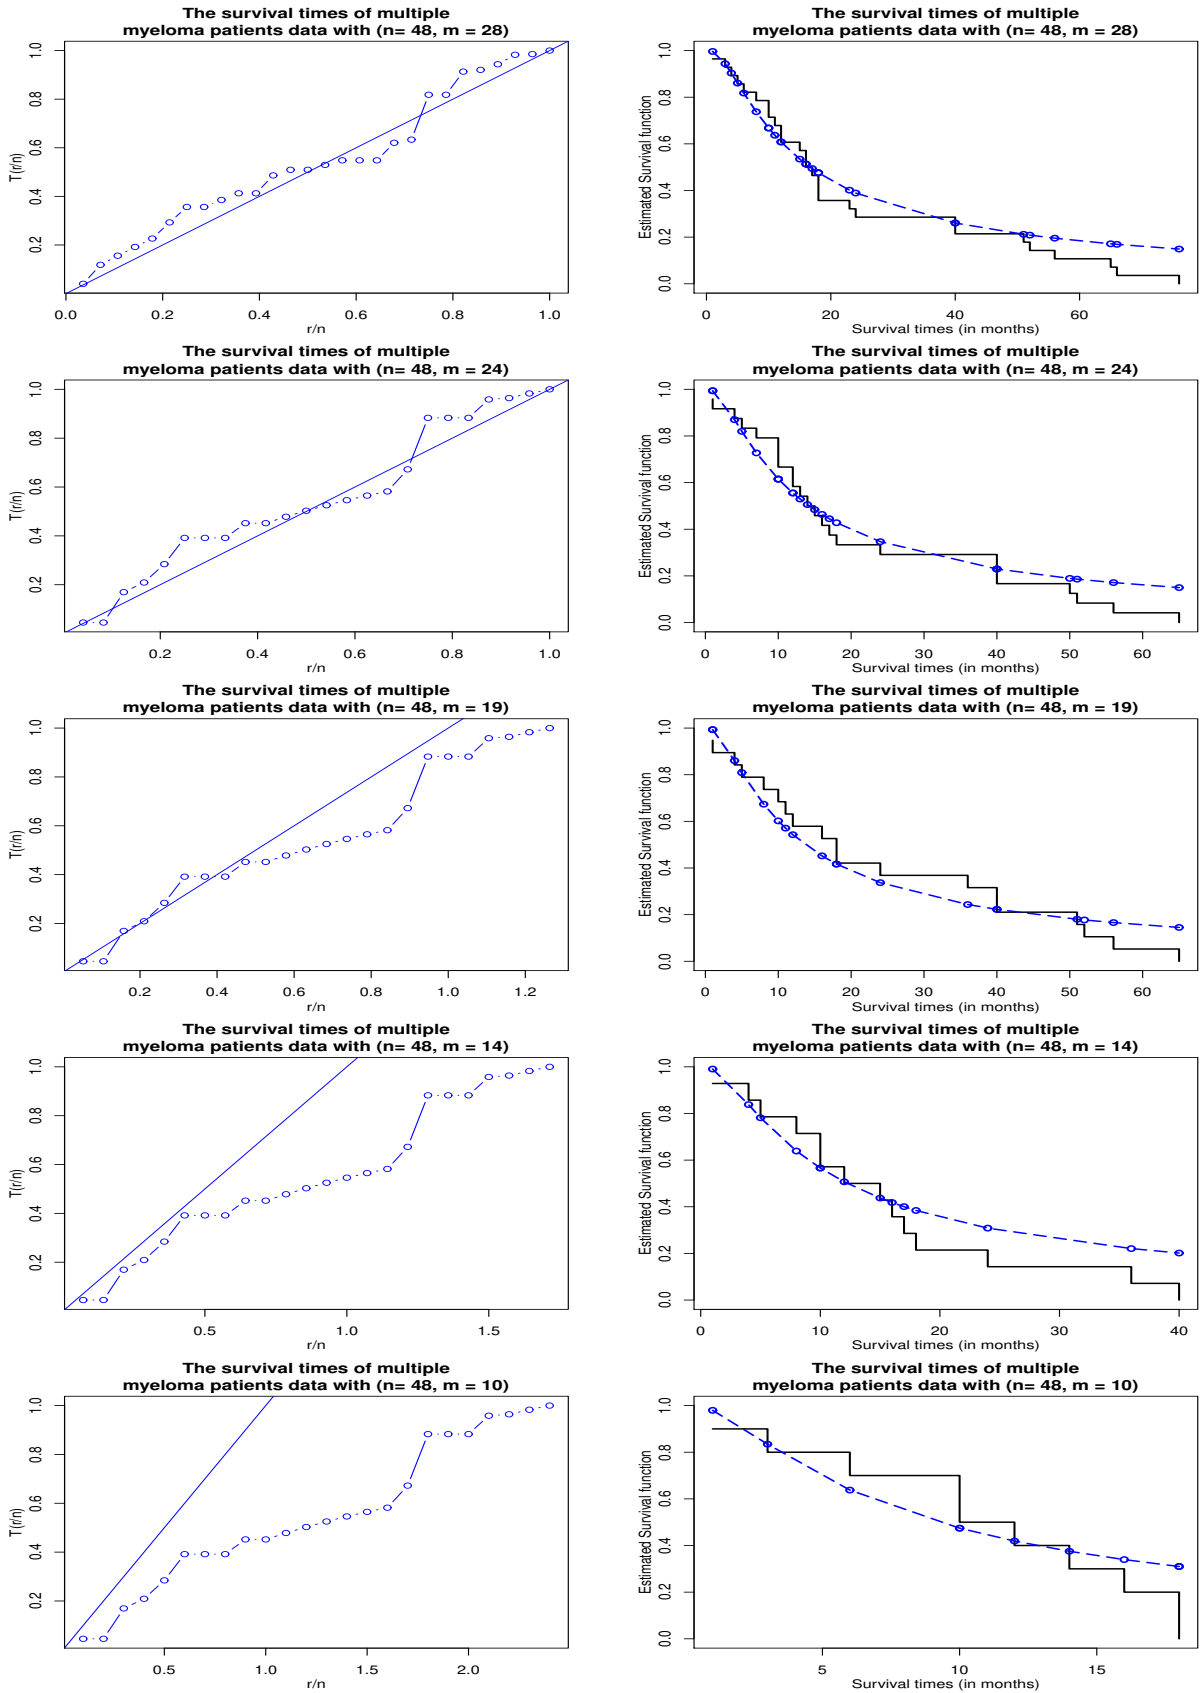 The survival times of multiple
myeloma patients data with (n= 48, m = 28)
T(r/n)
0.2 0.4 0.6 0.8 1.0
0.0 0.2 0.4 0.6 0.8 1.0
r/n
The survival times of multiple
myeloma patients data with (n= 48, m = 28)
Estimated Survival function
0.0 0.2 0.4 0.6 0.8 1.0
0 20 40 60
Survival times (in months)
The survival times of multiple
myeloma patients data with (n= 48, m = 24)
T(r/n)
0.2 0.4 0.6 0.8 1.0
0.2 0.4 0.6 0.8 1.0
r/n
The survival times of multiple
myeloma patients data with (n= 48, m = 24)
Estimated Survival function
0.0 0.2 0.4 0.6 0.8 1.0
0 10 20 30 40 50 60
Survival times (in months)
The survival times of multiple
myeloma patients data with (n= 48, m = 19)
T(r/n)
0.2 0.4 0.6 0.8 1.0
0.2 0.4 0.6 0.8 1.0 1.2
r/n
The survival times of multiple
myeloma patients data with (n= 48, m = 19)
Estimated Survival function
0.0 0.2 0.4 0.6 0.8 1.0
0 10 20 30 40 50 60
Survival times (in months)
The survival times of multiple
myeloma patients data with (n= 48, m = 14)
T(r/n)
0.2 0.4 0.6 0.8 1.0
0.5 1.0 1.5
r/n
The survival times of multiple
myeloma patients data with (n= 48, m = 14)
Estimated Survival function
0.0 0.2 0.4 0.6 0.8 1.0
0 10 20 30 40
Survival times (in months)
The survival times of multiple
myeloma patients data with (n= 48, m = 10)
T(r/n)
0.2 0.4 0.6 0.8 1.0
0.5 1.0 1.5 2.0
r/n
The survival times of multiple
myeloma patients data with (n= 48, m = 10)
Estimated Survival function
0.0 0.2 0.4 0.6 0.8 1.0
5 10 15
Survival times (in months)